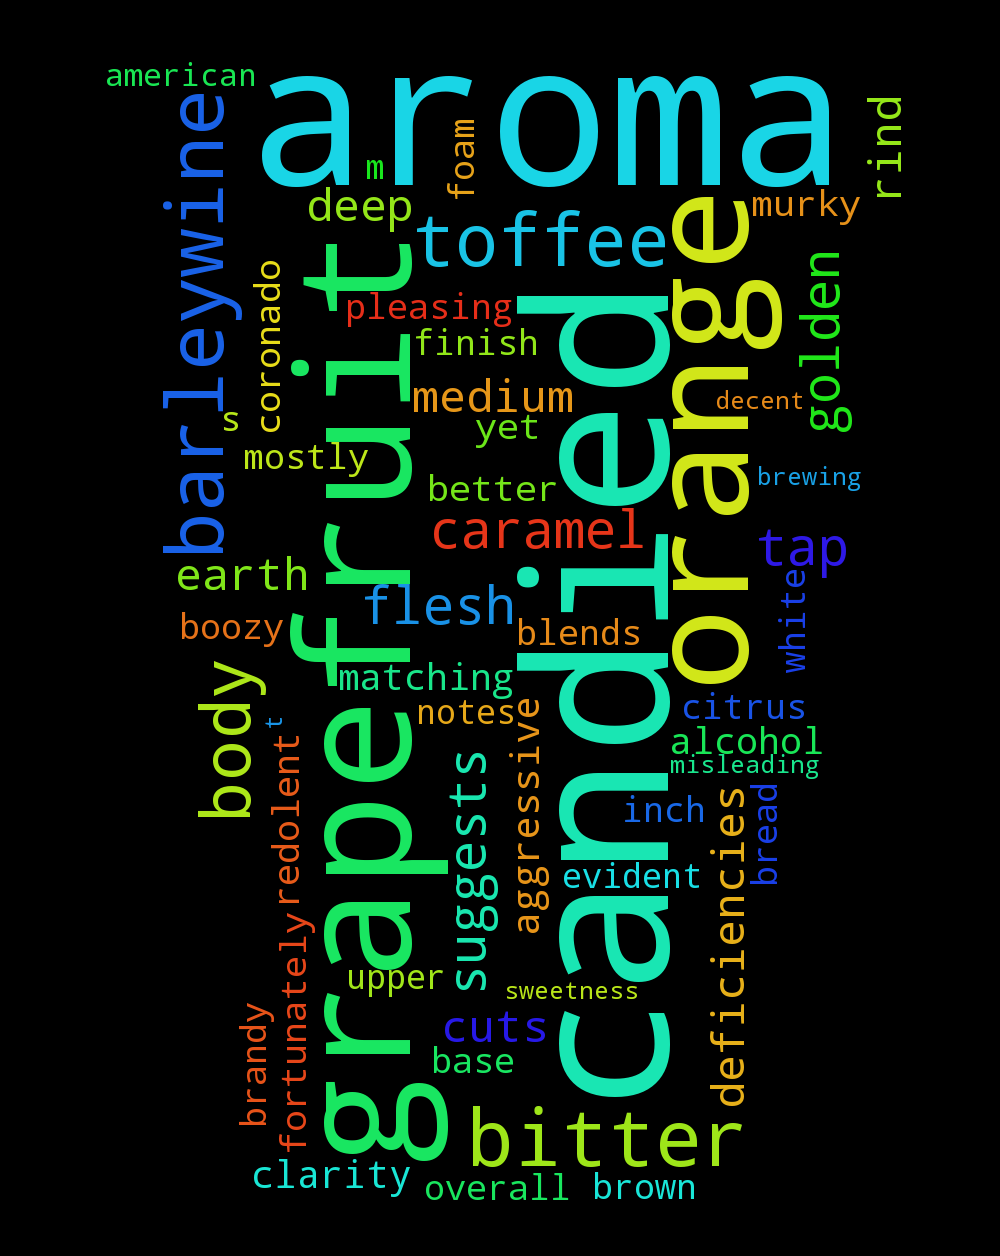 american
aroma
rind
barleywine
foam
m
deep
murky
toffee
orange
grapefruit
golden
coronado
pleasing
candied
finish
medium
decent
s
yet
mostly
brewing
better
caramel
tap
earth
white
flesh
boozy
blends
body
matching
citrus
notes
aggressive
t
alcohol
redolent
suggests
misleading
bread
deficiencies
inch
evident
fortunately
upper
sweetness
brandy
cuts
base
bitter
clarity
overall
brown